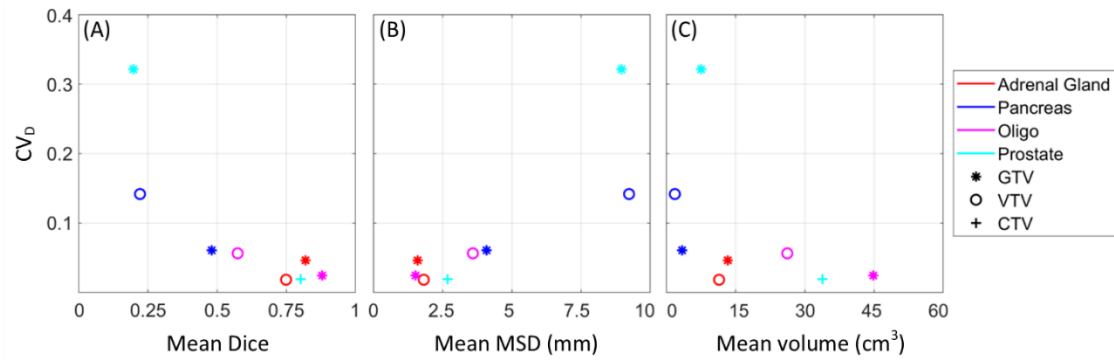 0.4
0.3
0.2
0.1
CV_D
(A)
0
0.25
0.5
0.75
1
Mean Dice
(B)
0
2.5
5
7.5
10
Mean MSD (mm)
(C)
0
15
30
45
60
Mean volume (cm³)
Adrenal Gland
Pancreas
Oligo
Prostate
GTV
VTV
CTV